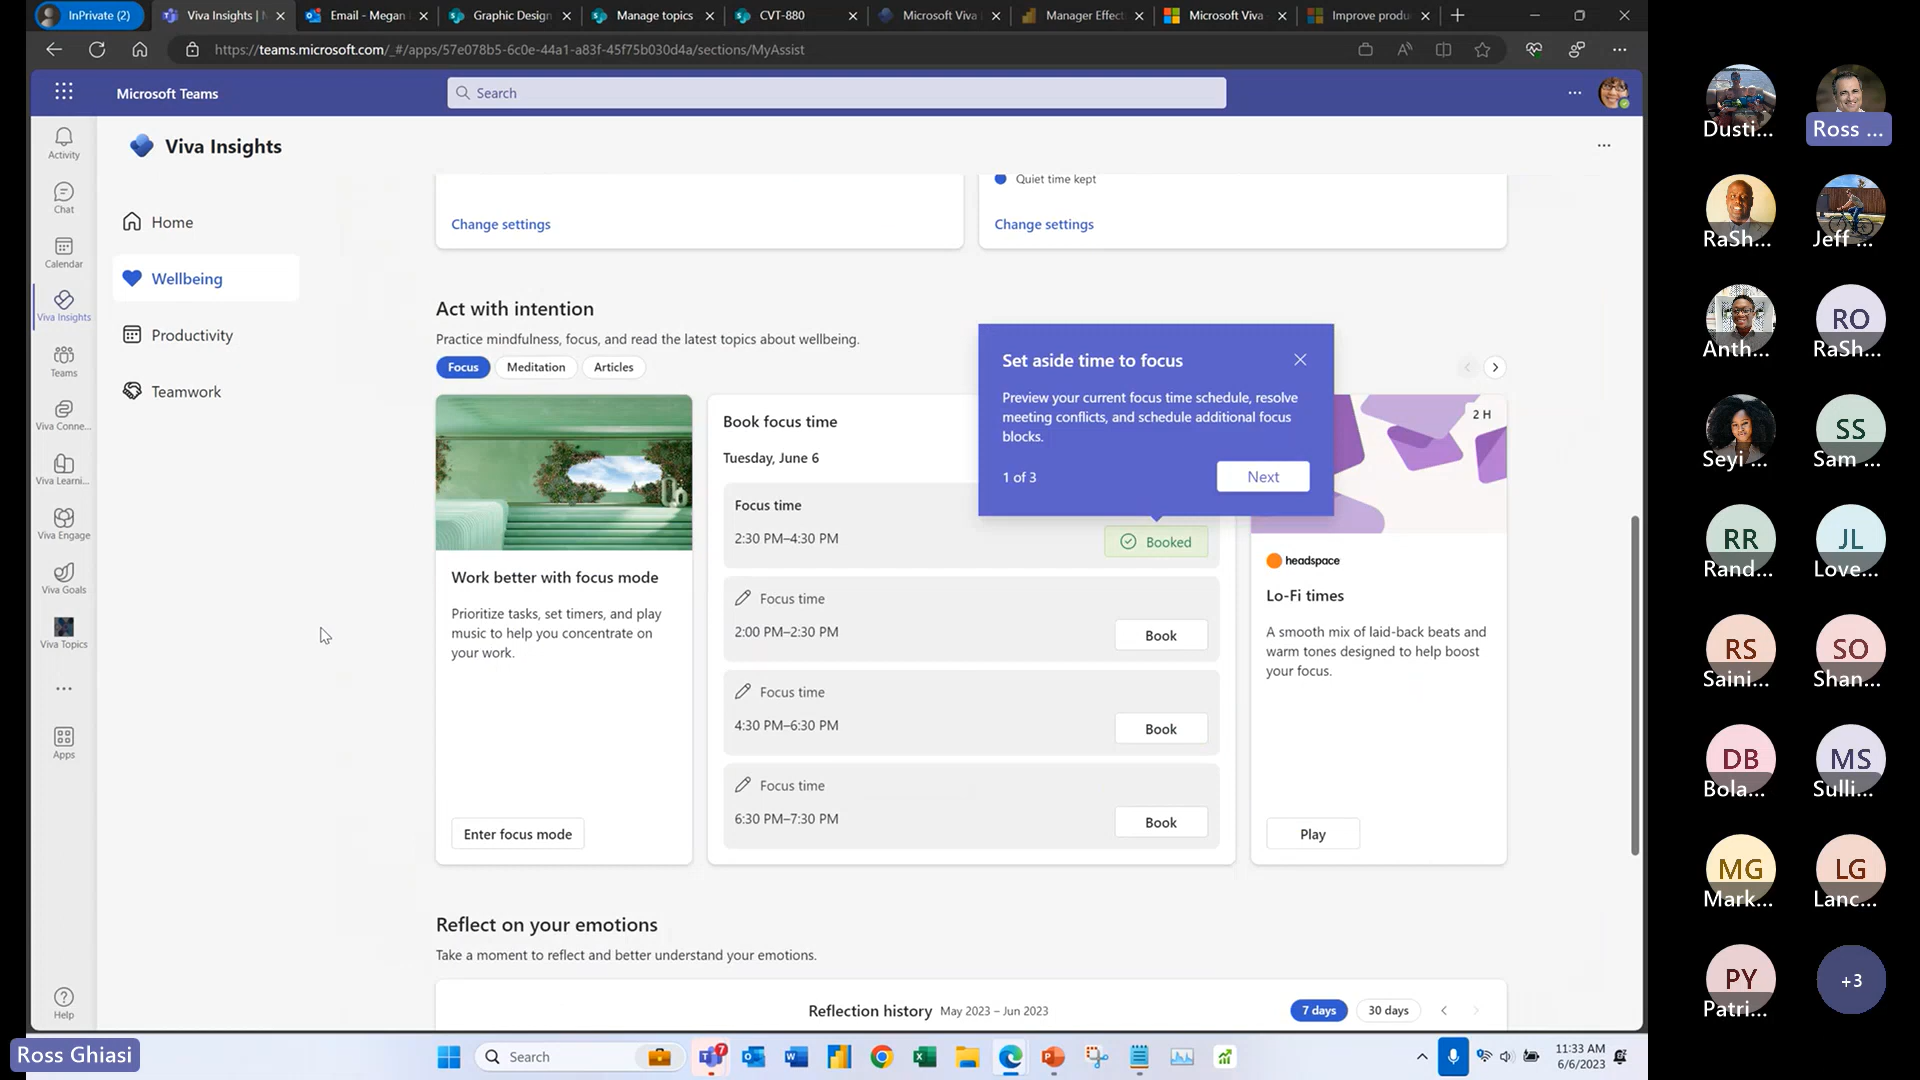 InPrivate (2)
Viva Insights |
Email - Megan
Graphic Design
Manage topics
CVT-880
Microsoft Viva
Manager Effect
Microsoft Viva
Improve produ
https://teams.microsoft.com/_#/apps/57e078b5-6c0e-44a1-a83f-45f75b030d4a/sections/MyAssist
Microsoft Teams
Search
Activity
Chat
Calendar
Viva Insights
Teams
Viva Conne...
Viva Learni...
Viva Engage
Viva Goals
Viva Topics
Apps
Help
Viva Insights
Home
Wellbeing
Productivity
Teamwork
Change settings
Quiet time kept
Change settings
Act with intention
Practice mindfulness, focus, and read the latest topics about wellbeing.
Focus
Meditation
Articles
Work better with focus mode
Prioritize tasks, set timers, and play
music to help you concentrate on
your work.
Enter focus mode
Book focus time
Tuesday, June 6
Focus time
2:30 PM–4:30 PM
Booked
Focus time
2:00 PM–2:30 PM
Book
Focus time
4:30 PM–6:30 PM
Book
Focus time
6:30 PM–7:30 PM
Book
Set aside time to focus
Preview your current focus time schedule, resolve
meeting conflicts, and schedule additional focus
blocks.
1 of 3
Next
2 H
headspace
Lo-Fi times
A smooth mix of laid-back beats and
warm tones designed to help boost
your focus.
Play
Reflect on your emotions
Take a moment to reflect and better understand your emotions.
Reflection history May 2023 – Jun 2023
7 days
30 days
Ross Ghiasi
Search
7
11:33 AM
6/6/2023
Dusti...
Ross ...
RaSh...
Jeff ...
Anth...
RO
RaSh...
Seyi ...
SS
Sam ...
RR
Rand...
JL
Love...
RS
Saini...
SO
Shan...
DB
Bola...
MS
Sulli...
MG
Mark...
LG
Lanc...
PY
Patri...
+3